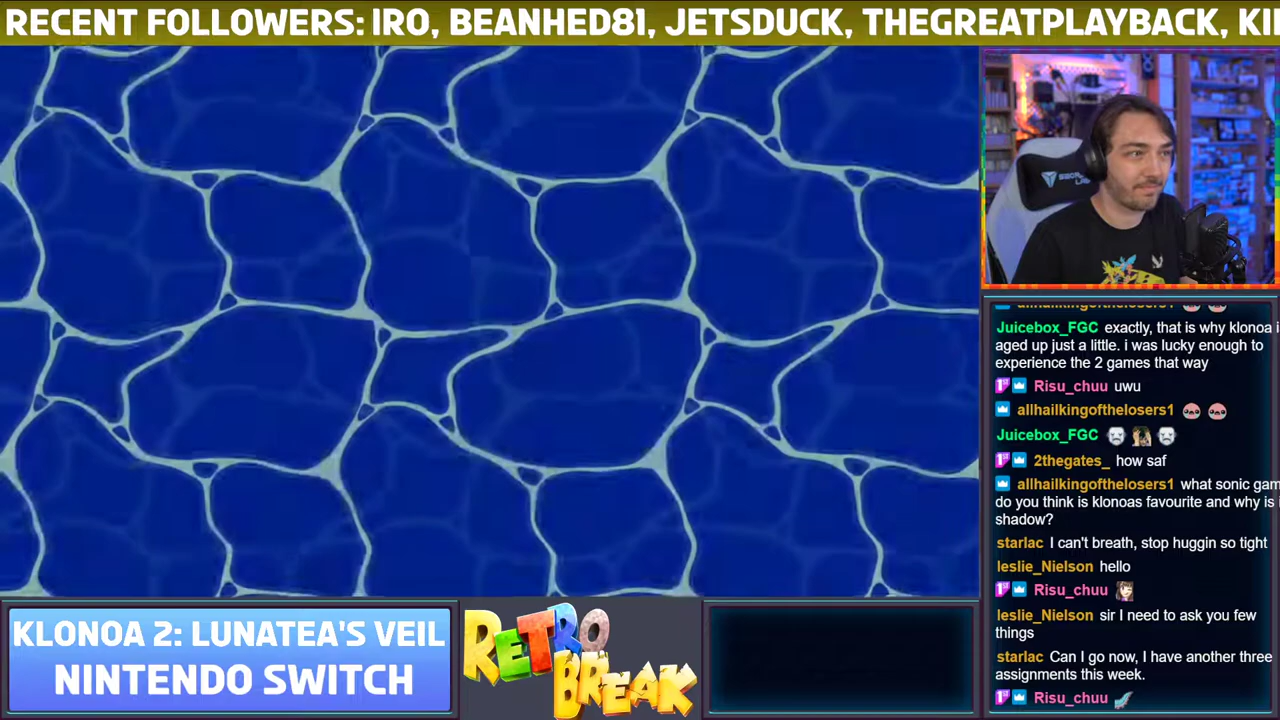 RECENT FOLLOWERS: IRO, BEANHED81, JETSDUCK, THEGREATPLAYBACK, KI
allhailkingofthelosers1
Juicebox_FGC exactly, that is why klonoa i
aged up just a little. i was lucky enough to
experience the 2 games that way
Risu_chuu uwu
allhailkingofthelosers1
Juicebox_FGC
2thegates_ how saf
allhailkingofthelosers1 what sonic gam
do you think is klonoas favourite and why is i
shadow?
starlac I can't breath, stop huggin so tight
leslie_Nielson hello
Risu_chuu
leslie_Nielson sir I need to ask you few
things
starlac Can I go now, I have another three
assignments this week.
Risu_chuu
KLONOA 2: LUNATEA'S VEIL
NINTENDO SWITCH
RETRO
BREAK